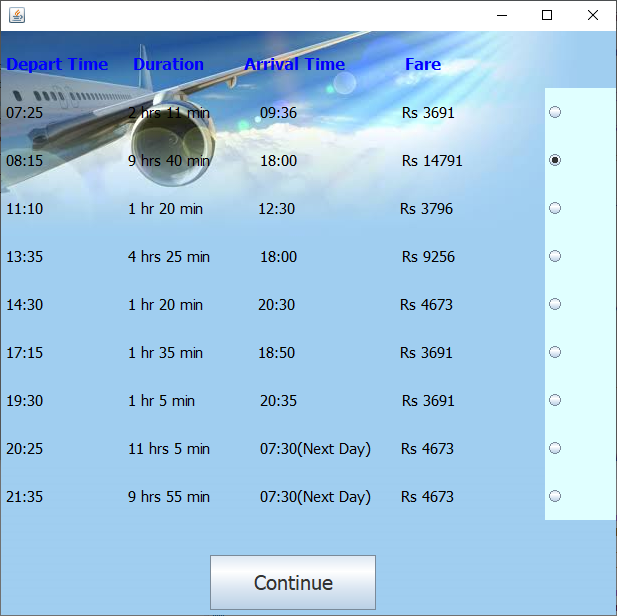 Depart Time Duration Arrival Time Fare
07:25 2 hrs 11 min 09:36 Rs 3691
08:15 9 hrs 40 min 18:00 Rs 14791
11:10 1 hr 20 min 12:30 Rs 3796
13:35 4 hrs 25 min 18:00 Rs 9256
14:30 1 hr 20 min 20:30 Rs 4673
17:15 1 hr 35 min 18:50 Rs 3691
19:30 1 hr 5 min 20:35 Rs 3691
20:25 11 hrs 5 min 07:30(Next Day) Rs 4673
21:35 9 hrs 55 min 07:30(Next Day) Rs 4673
Continue